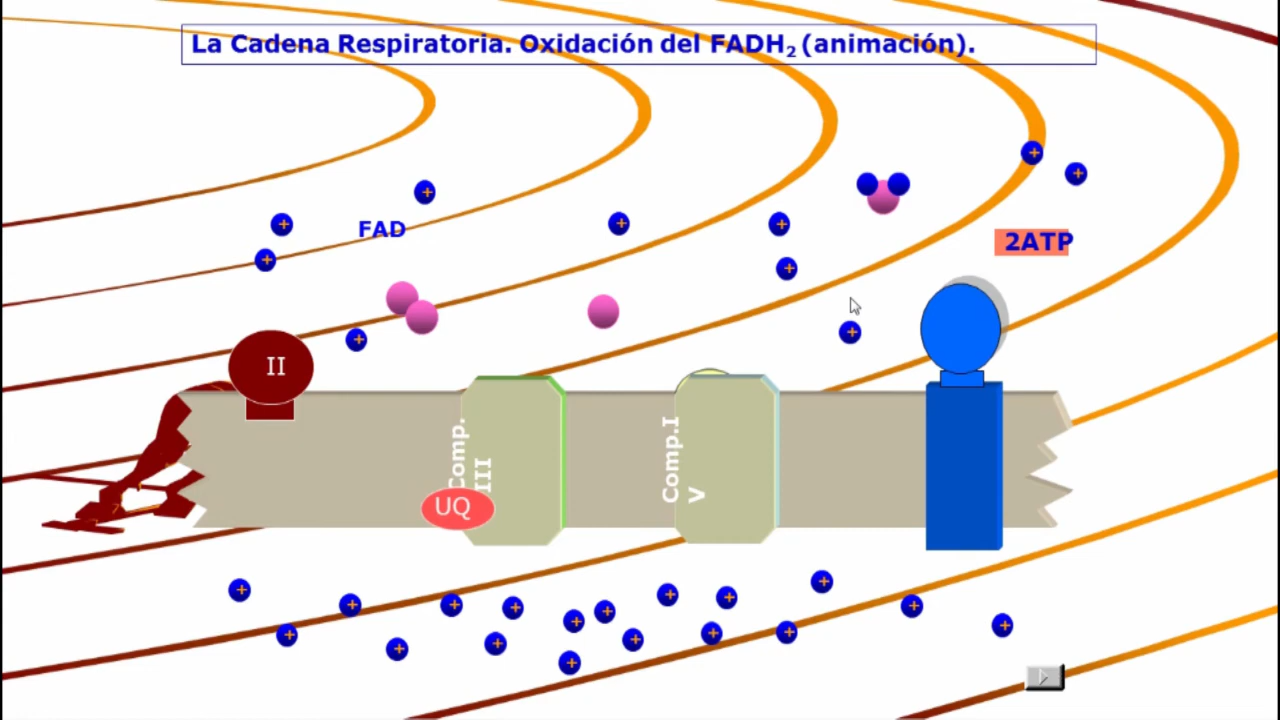 La Cadena Respiratoria. Oxidación del FADH₂ (animación).
FAD
2ATP
II
Comp.
III
Comp.I
V
UQ